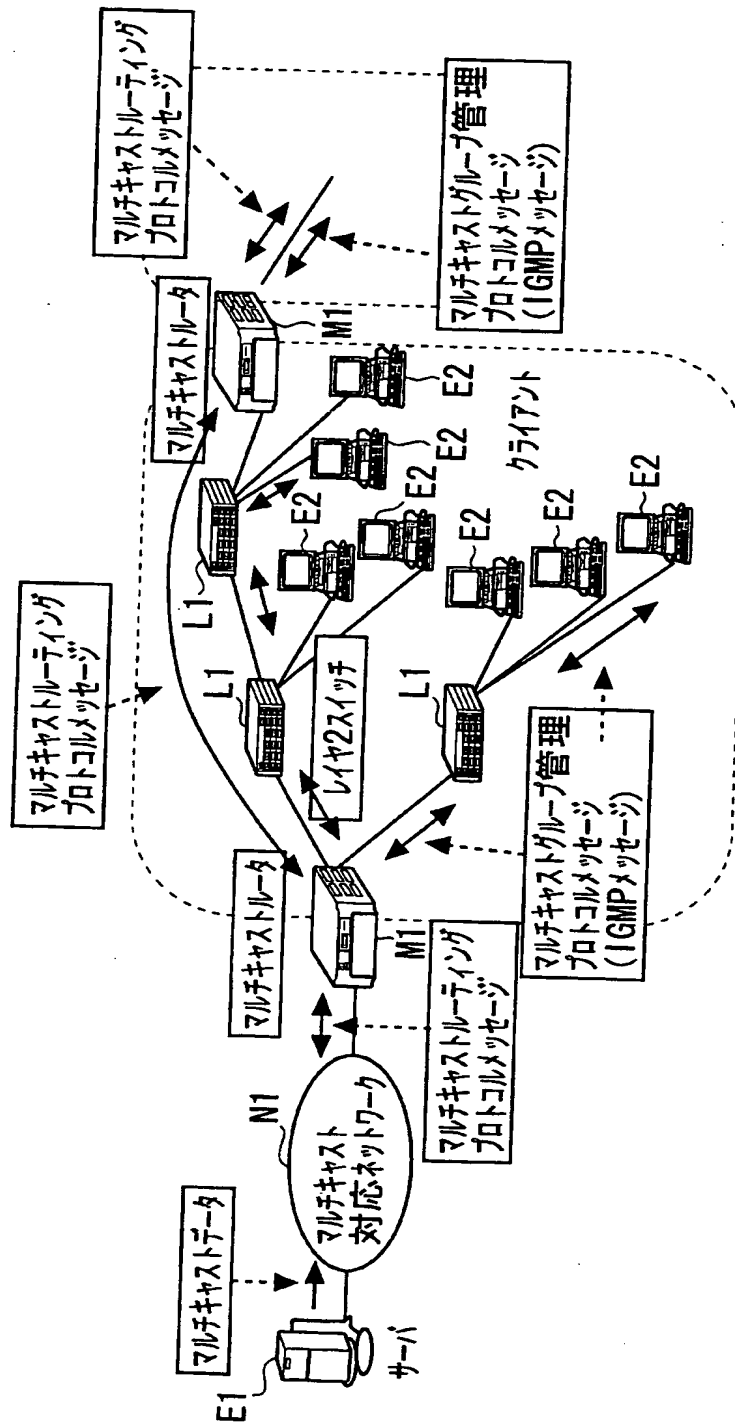 マルチキャストデータ
E1
サーバ
N1
マルチキャスト
対応ネットワーク
マルチキャストルーティング
プロトコルメッセージ
マルチキャストルータ
M1
マルチキャストルーティング
プロトコルメッセージ
L1
レイヤ2スイッチ
L1
L1
マルチキャストグループ管理
プロトコルメッセージ
(IGMPメッセージ)
E2
E2
E2
E2
E2
E2
E2
クライアント
マルチキャストルータ
M1
マルチキャストルーティング
プロトコルメッセージ
マルチキャストグループ管理
プロトコルメッセージ
(IGMPメッセージ)